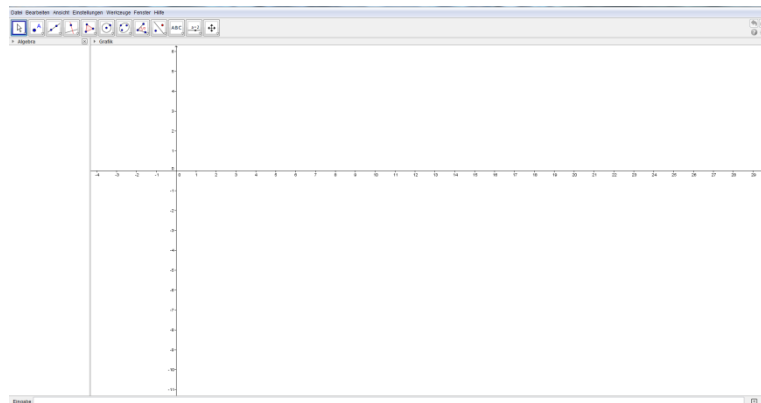 Datei Bearbeiten Ansicht Einstellungen Werkzeuge Fenster Hilfe
A
ABC
a=2
Algebra
Grafik
6
5
4
3
2
1
0
-4 -3 -2 -1 0 1 2 3 4 5 6 7 8 9 10 11 12 13 14 15 16 17 18 19 20 21 22 23 24 25 26 27 28 29
-1
-2
-3
-4
-5
-6
-7
-8
-9
-10
-11
Eingabe